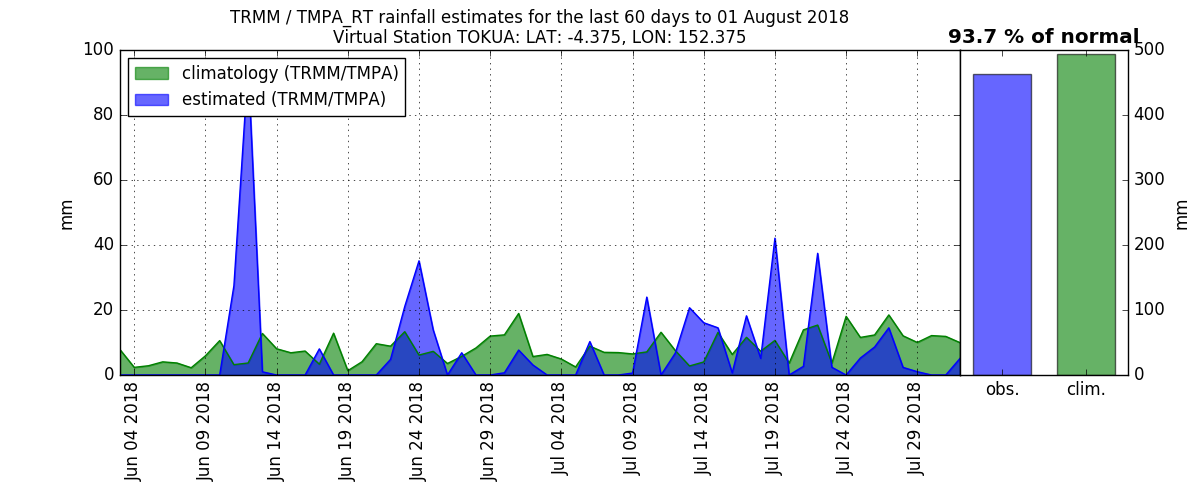 TRMM / TMPA_RT rainfall estimates for the last 60 days to 01 August 2018
Virtual Station TOKUA: LAT: -4.375, LON: 152.375
93.7 % of normal
climatology (TRMM/TMPA)
estimated (TRMM/TMPA)
mm
100
80
60
40
20
0
Jun 04 2018
Jun 09 2018
Jun 14 2018
Jun 19 2018
Jun 24 2018
Jun 29 2018
Jul 04 2018
Jul 09 2018
Jul 14 2018
Jul 19 2018
Jul 24 2018
Jul 29 2018
obs.
clim.
500
400
300
200
100
0
mm